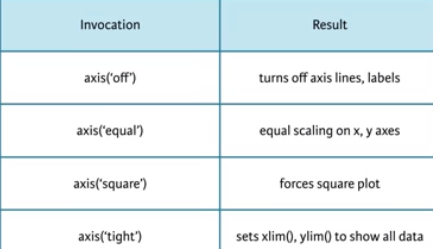 Invocation Result
axis('off') turns off axis lines, labels
axis('equal') equal scaling on x, y axes
axis('square') forces square plot
axis('tight') sets xlim(), ylim() to show all data